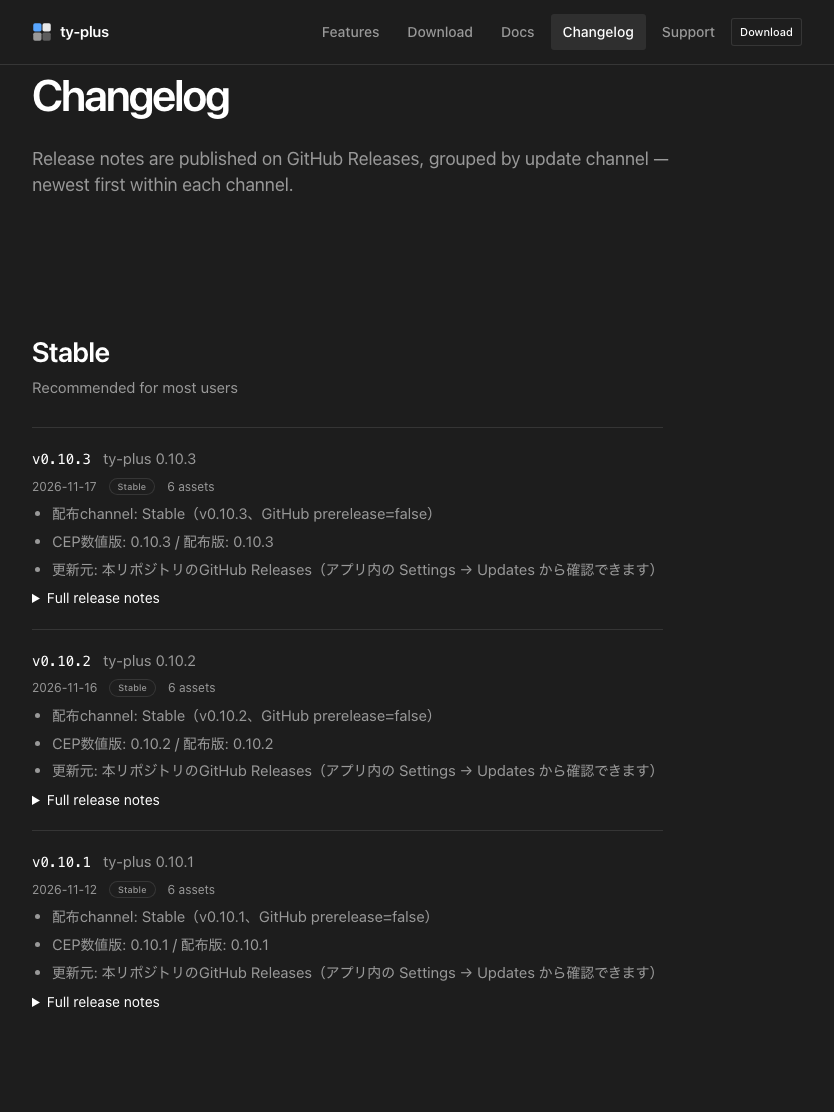 ty-plus
Features
Download
Docs
Changelog
Support
Download
Changelog
Release notes are published on GitHub Releases, grouped by update channel —
newest first within each channel.
Stable
Recommended for most users
v0.10.3 ty-plus 0.10.3
2026-11-17 Stable 6 assets
• 配布channel: Stable（v0.10.3、GitHub prerelease=false）
• CEP数値版: 0.10.3 / 配布版: 0.10.3
• 更新元: 本リポジトリのGitHub Releases（アプリ内の Settings → Updates から確認できます）
▶ Full release notes
v0.10.2 ty-plus 0.10.2
2026-11-16 Stable 6 assets
• 配布channel: Stable（v0.10.2、GitHub prerelease=false）
• CEP数値版: 0.10.2 / 配布版: 0.10.2
• 更新元: 本リポジトリのGitHub Releases（アプリ内の Settings → Updates から確認できます）
▶ Full release notes
v0.10.1 ty-plus 0.10.1
2026-11-12 Stable 6 assets
• 配布channel: Stable（v0.10.1、GitHub prerelease=false）
• CEP数値版: 0.10.1 / 配布版: 0.10.1
• 更新元: 本リポジトリのGitHub Releases（アプリ内の Settings → Updates から確認できます）
▶ Full release notes